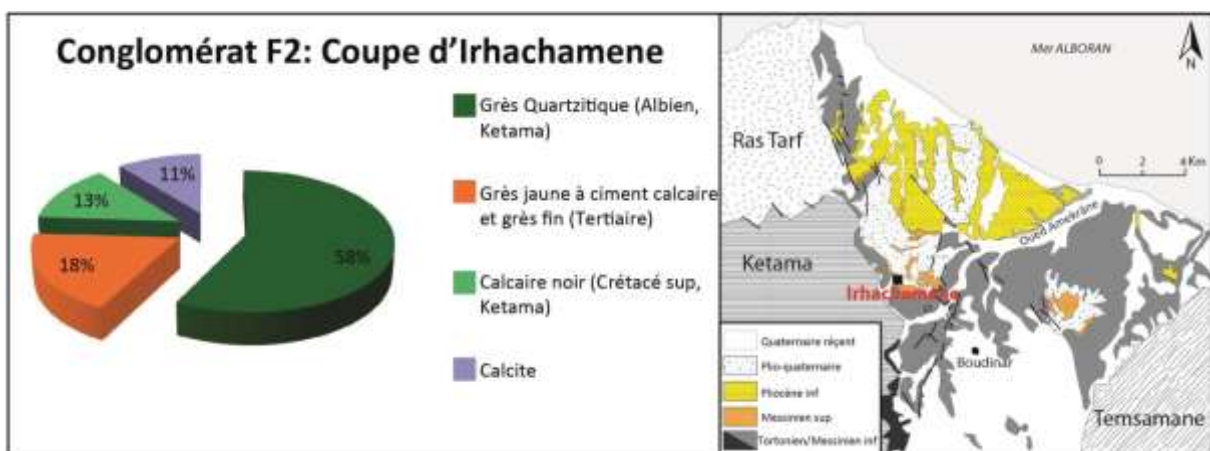 Conglomérat F2: Coupe d'Irhachamene
11%
13%
18%
58%
Grès Quartzitique (Albien,
Ketama)
Grès jaune à ciment calcaire
et grès fin (Tertiaire)
Calcaire noir (Crétacé sup,
Ketama)
Calcite
Mer ALBORAN
N
Ras Tarf
0 2 4 Km
Oued Amekrâne
Ketama
Irhachamene
Boudinar
Temsamane
Quaternaire réçent
Plio-quaternaire
Pliocène inf
Messinien sup
Tortonien/Messinien inf